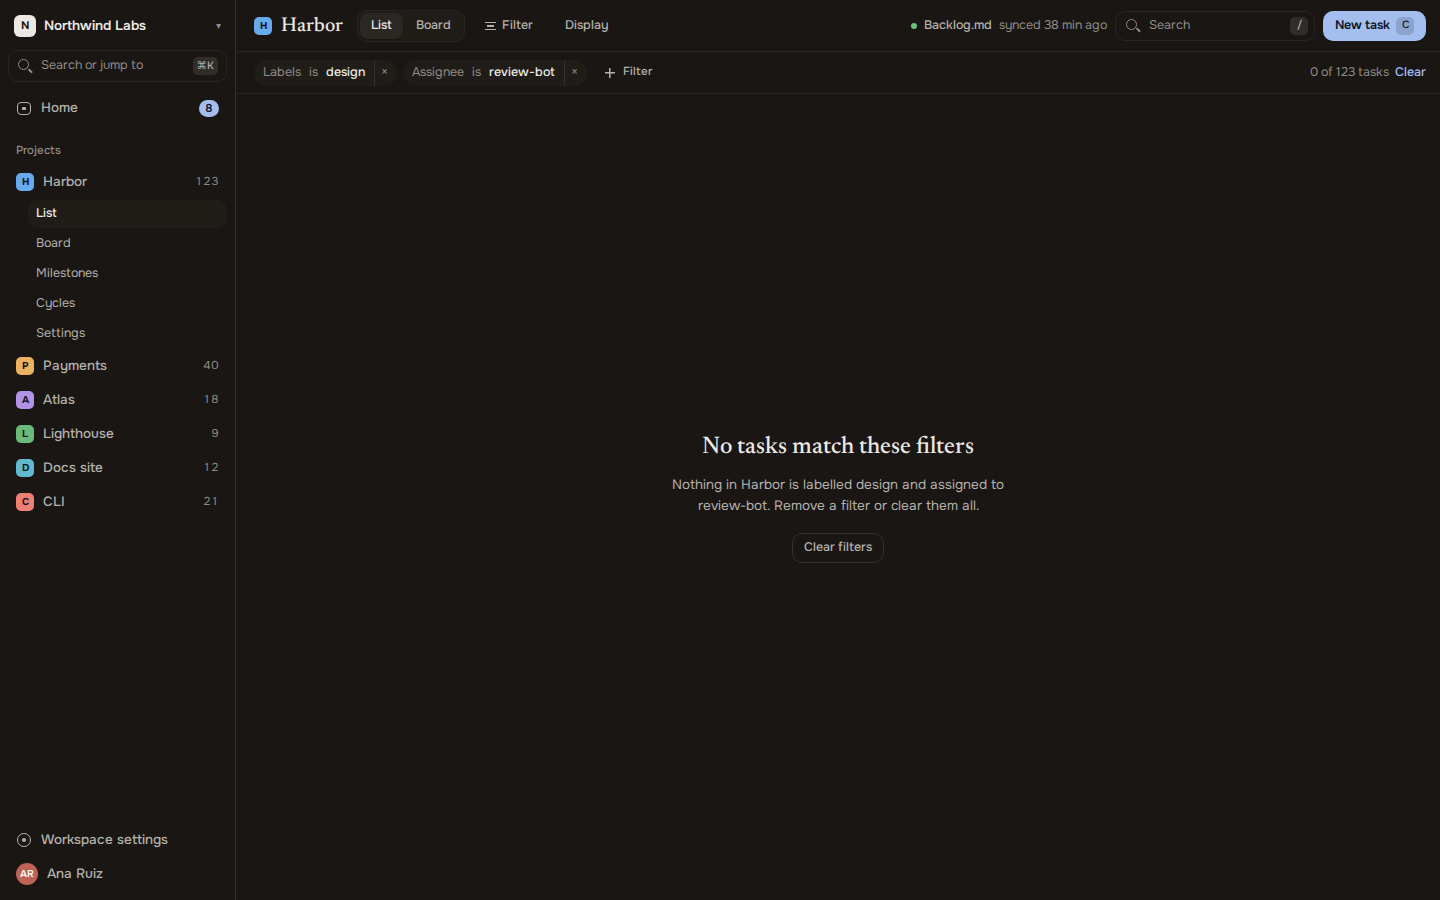 N Northwind Labs ▾
Search or jump to ⌘K
Home 8
Projects
H Harbor 123
List
Board
Milestones
Cycles
Settings
P Payments 40
A Atlas 18
L Lighthouse 9
D Docs site 12
C CLI 21
Workspace settings
AR Ana Ruiz
H Harbor List Board Filter Display Backlog.md synced 38 min ago Search / New task C
Labels is design × Assignee is review-bot × + Filter 0 of 123 tasks Clear
No tasks match these filters
Nothing in Harbor is labelled design and assigned to
review-bot. Remove a filter or clear them all.
Clear filters